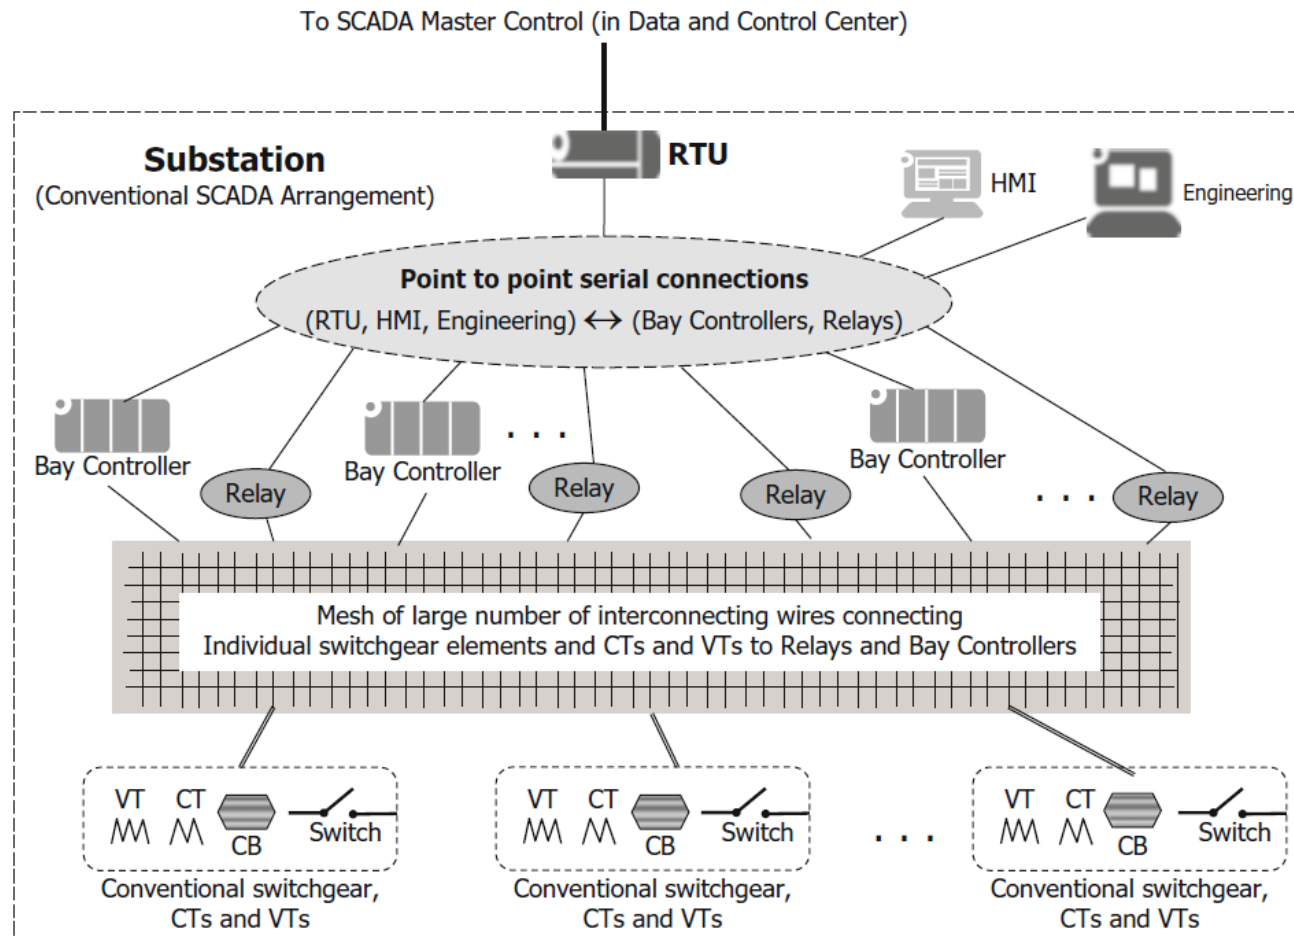 To SCADA Master Control (in Data and Control Center)
Substation
(Conventional SCADA Arrangement)
RTU
HMI
Engineering
Point to point serial connections
(RTU, HMI, Engineering) ↔ (Bay Controllers, Relays)
Bay Controller
Relay
Bay Controller
. . .
Relay
Relay
Bay Controller
. . .
Relay
Mesh of large number of interconnecting wires connecting
Individual switchgear elements and CTs and VTs to Relays and Bay Controllers
VT CT
CB
Switch
Conventional switchgear,
CTs and VTs
VT CT
CB
Switch
Conventional switchgear,
CTs and VTs
. . .
VT CT
CB
Switch
Conventional switchgear,
CTs and VTs